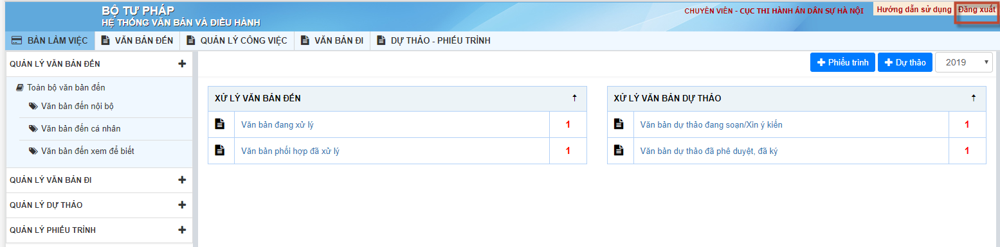 BỘ TƯ PHÁP
HỆ THỐNG VĂN BẢN VÀ ĐIỀU HÀNH
CHUYÊN VIÊN - CỤC THI HÀNH ÁN DÂN SỰ HÀ NỘI
Hướng dẫn sử dụng
Đăng xuất
BÀN LÀM VIỆC
VĂN BẢN ĐẾN
QUẢN LÝ CÔNG VIỆC
VĂN BẢN ĐI
DỰ THẢO - PHIẾU TRÌNH
QUẢN LÝ VĂN BẢN ĐẾN
Toàn bộ văn bản đến
Văn bản đến nội bộ
Văn bản đến cá nhân
Văn bản đến xem để biết
QUẢN LÝ VĂN BẢN ĐI
QUẢN LÝ DỰ THẢO
QUẢN LÝ PHIẾU TRÌNH
Phiếu trình
Dự thảo
2019
XỬ LÝ VĂN BẢN ĐẾN
Văn bản đang xử lý 1
Văn bản phối hợp đã xử lý 1
XỬ LÝ VĂN BẢN DỰ THẢO
Văn bản dự thảo đang soạn/Xin ý kiến 1
Văn bản dự thảo đã phê duyệt, đã ký 1